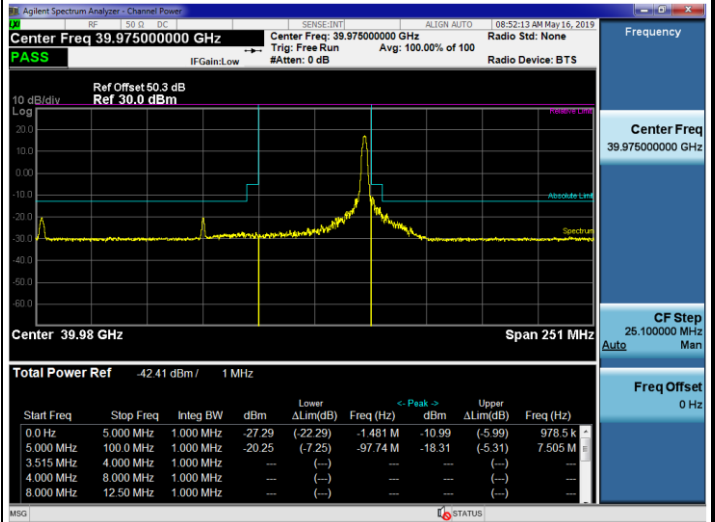 Agilent Spectrum Analyzer - Channel Power
LXI RF 50 Ω DC SENSE:INT ALIGN AUTO 08:52:13 AM May 16, 2019
Center Freq 39.975000000 GHz
Center Freq: 39.975000000 GHz
Radio Std: None
Trig: Free Run Avg: 100.00% of 100
PASS
IFGain:Low
#Atten: 0 dB
Radio Device: BTS
Frequency
Ref Offset 50.3 dB
10 dB/div Ref 30.0 dBm
Log
Relative Limit
20.0
10.0
0.00
-10.0
Absolute Limit
-20.0
Spectrum
-30.0
-40.0
-50.0
-60.0
Center 39.98 GHz Span 251 MHz
Center Freq
39.975000000 GHz
CF Step
25.100000 MHz
Auto Man
Freq Offset
0 Hz
Total Power Ref -42.41 dBm / 1 MHz
Lower <- Peak -> Upper
Start Freq Stop Freq Integ BW dBm ΔLim(dB) Freq (Hz) dBm ΔLim(dB) Freq (Hz)
0.0 Hz 5.000 MHz 1.000 MHz -27.29 (-22.29) -1.481 M -10.99 (-5.99) 978.5 k
5.000 MHz 100.0 MHz 1.000 MHz -20.25 (-7.25) -97.74 M -18.31 (-5.31) 7.505 M
3.515 MHz 4.000 MHz 1.000 MHz --- (---) --- --- (---) ---
4.000 MHz 8.000 MHz 1.000 MHz --- (---) --- --- (---) ---
8.000 MHz 12.50 MHz 1.000 MHz --- (---) --- --- (---) ---
MSG STATUS